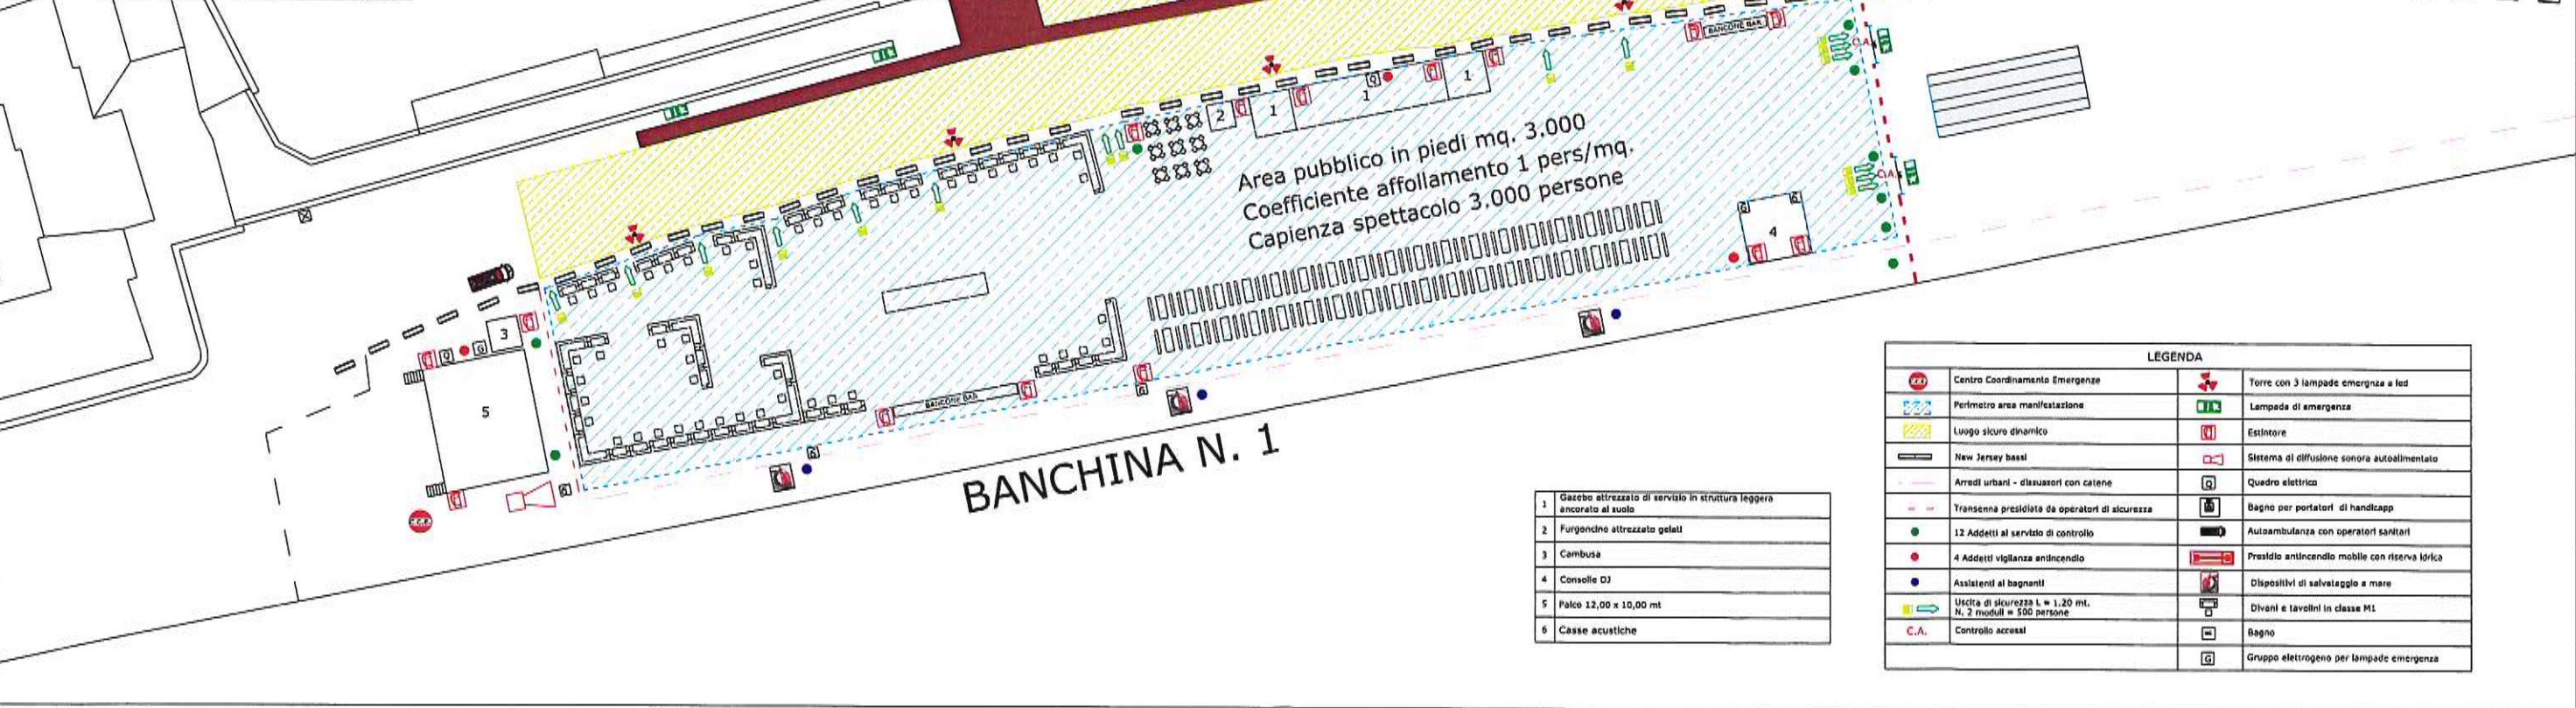 BANCONE BAR
C.A.
1
Q
1
1
2
Area pubblico in piedi mq. 3.000
Coefficiente affollamento 1 pers/mq.
Capienza spettacolo 3.000 persone
C.A.
G
6
4
3
Q
G
5
BANCONE BAR
6
6
6
C.C.E.
BANCHINA N. 1
1 Gazebo attrezzato di servizio in struttura leggera
ancorato al suolo
2 Furgoncino attrezzato gelati
3 Cambusa
4 Consolle DJ
5 Palco 12,00 x 10,00 mt
6 Casse acustiche
LEGENDA
C.C.E. Centro Coordinamento Emergenze
Torre con 3 lampade emergnza a led
Perimetro area manifestazione
Lampada di emergenza
Luogo sicuro dinamico
Estintore
New Jersey bassi
Sistema di diffusione sonora autoalimentato
Arredi urbani - dissuasori con catene
Q Quadro elettrico
Transenna presidiata da operatori di sicurezza
Bagno per portatori di handicapp
12 Addetti al servizio di controllo
Autoambulanza con operatori sanitari
4 Addetti vigilanza antincendio
Presidio antincendio mobile con riserva idrica
Assistenti ai bagnanti
Dispositivi di salvataggio a mare
Uscita di sicurezza L = 1.20 mt.
N. 2 moduli = 500 persone
Divani e tavolini in classe M1
C.A. Controllo accessi
Bagno
G Gruppo elettrogeno per lampade emergenza